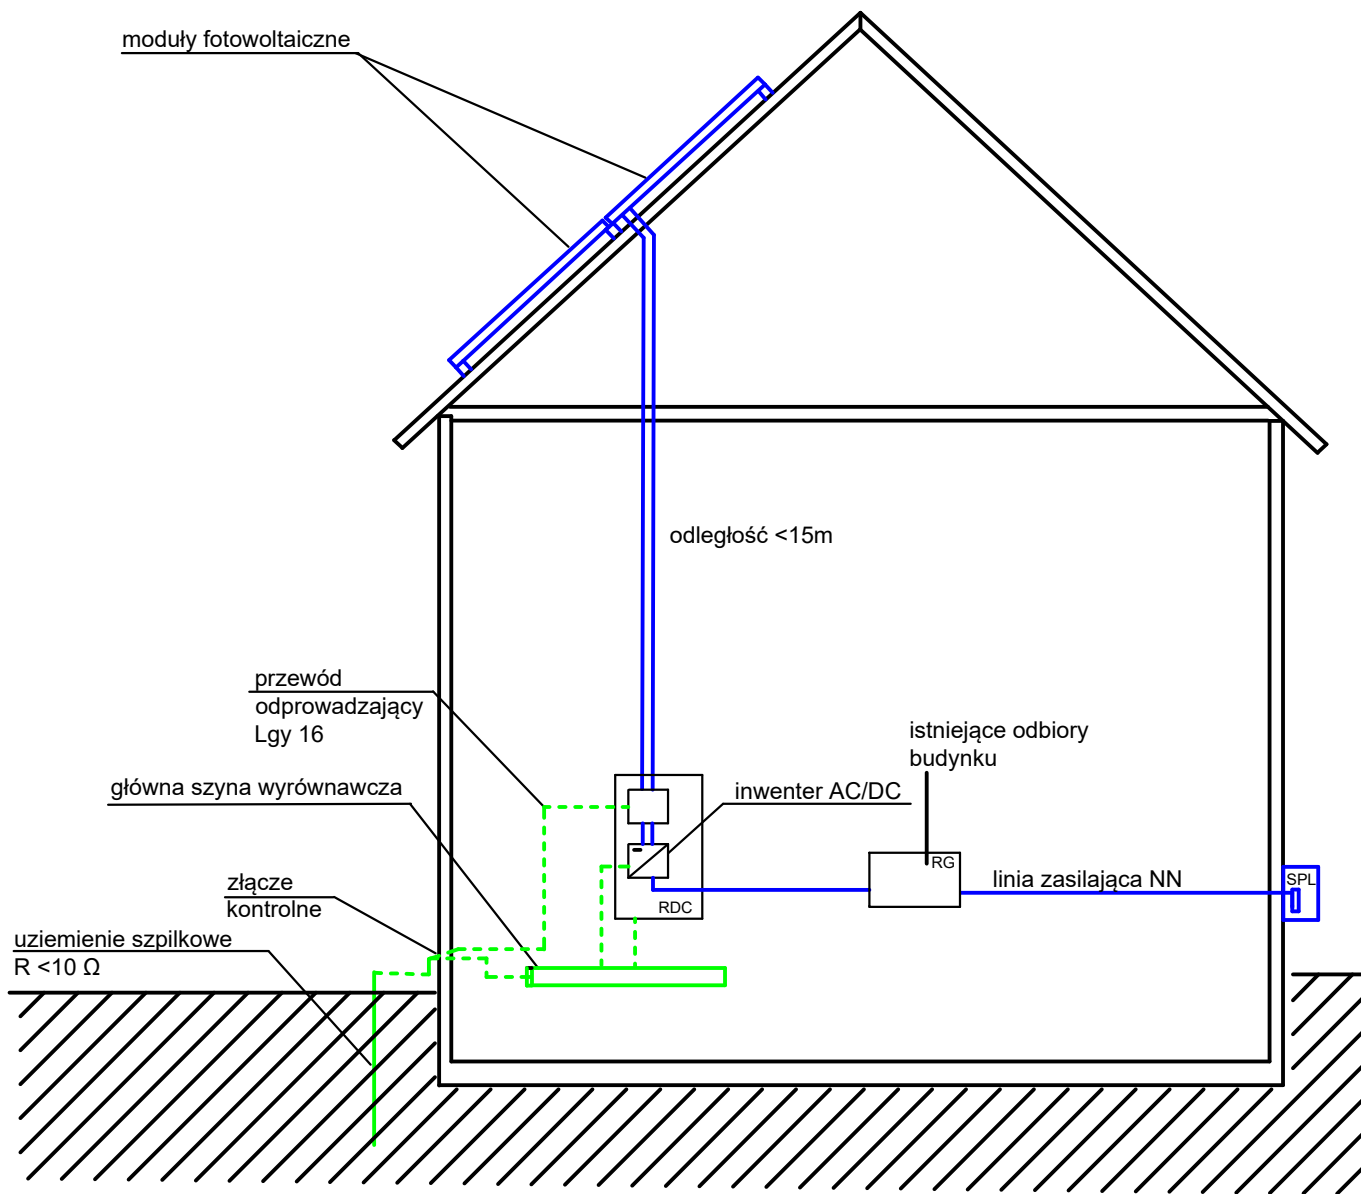 moduły fotowoltaiczne
odległość <15m
przewód
odprowadzający
Lgy 16
istniejące odbiory
budynku
główna szyna wyrównawcza
inwenter AC/DC
RG
linia zasilająca NN
SPL
złącze
kontrolne
RDC
uziemienie szpilkowe
R <10 Ω